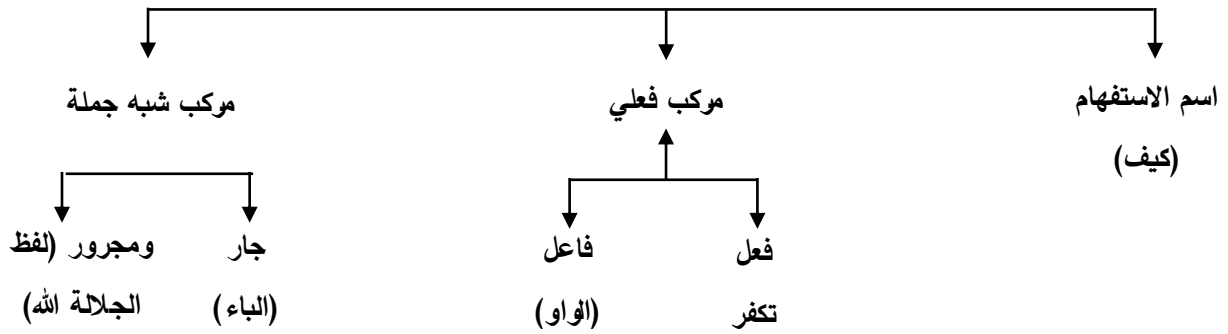 اسم الاستفهام
(كيف)
مركب فعلي
مركب شبه جملة
فعل
تكفر
فاعل
(الواو)
جار
(الباء)
ومجرور (لفظ
الجلالة الله)